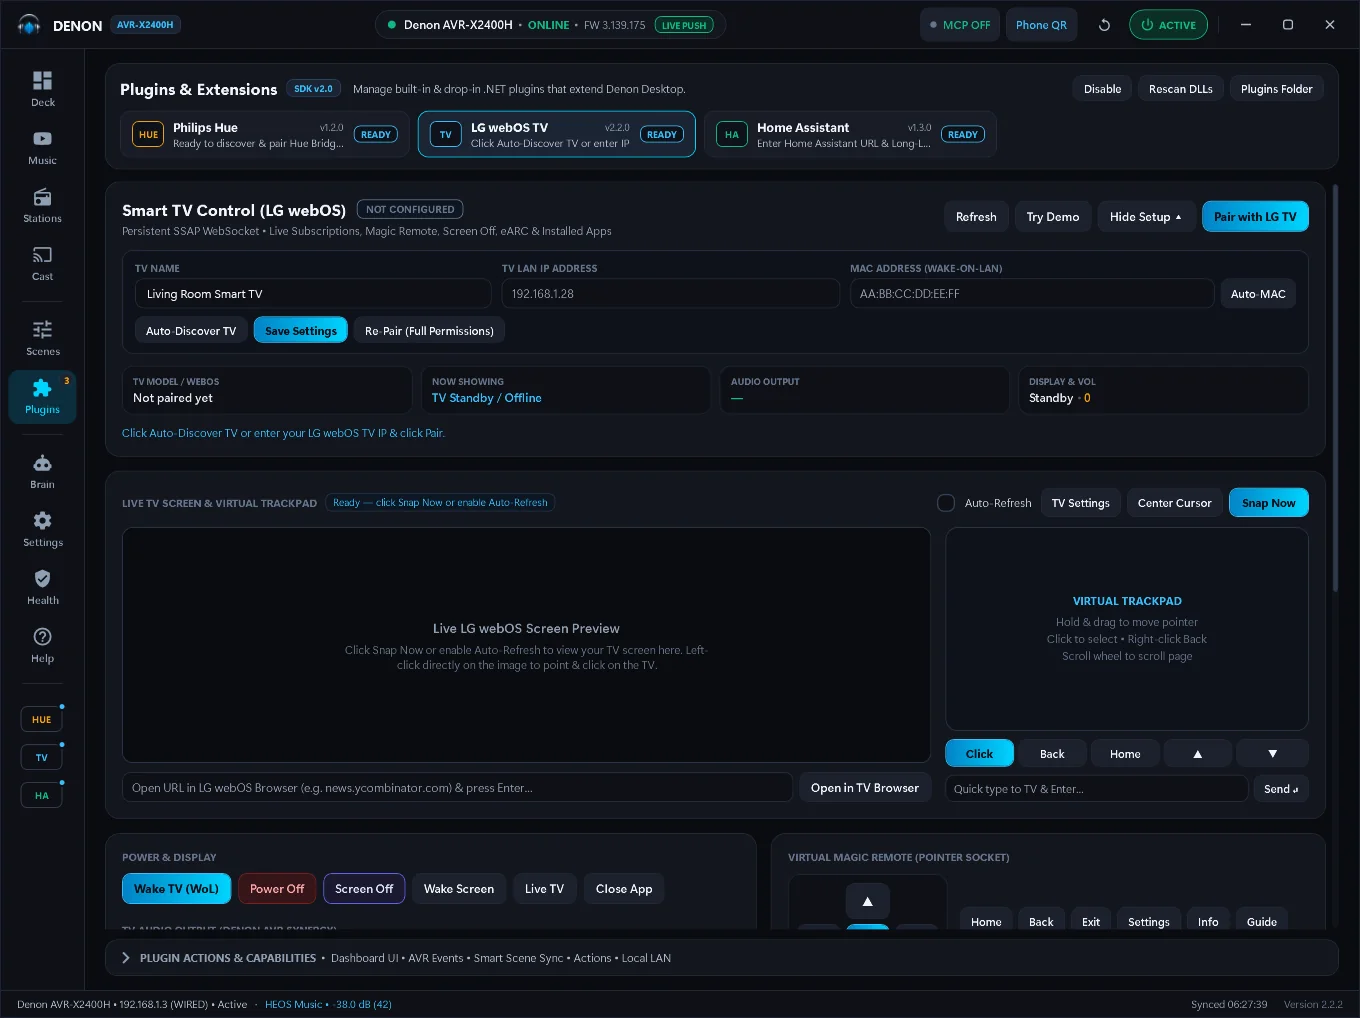 DENON AVR-X2400H
Denon AVR-X2400H • ONLINE • FW 3.139.175 LIVE PUSH
MCP OFF
Phone QR
ACTIVE
Deck
Music
Stations
Cast
Scenes
Plugins 3
Brain
Settings
Health
Help
HUE
TV
HA
Plugins & Extensions SDK v2.0 Manage built-in & drop-in .NET plugins that extend Denon Desktop.
Disable
Rescan DLLs
Plugins Folder
HUE Philips Hue v1.2.0 READY
Ready to discover & pair Hue Bridg...
TV LG webOS TV v2.2.0 READY
Click Auto-Discover TV or enter IP
HA Home Assistant v1.3.0 READY
Enter Home Assistant URL & Long-L...
Smart TV Control (LG webOS) NOT CONFIGURED
Persistent SSAP WebSocket • Live Subscriptions, Magic Remote, Screen Off, eARC & Installed Apps
Refresh
Try Demo
Hide Setup ▲
Pair with LG TV
TV NAME
Living Room Smart TV
TV LAN IP ADDRESS
192.168.1.28
MAC ADDRESS (WAKE-ON-LAN)
AA:BB:CC:DD:EE:FF
Auto-MAC
Auto-Discover TV
Save Settings
Re-Pair (Full Permissions)
TV MODEL / WEBOS
Not paired yet
NOW SHOWING
TV Standby / Offline
AUDIO OUTPUT
—
DISPLAY & VOL
Standby · 0
Click Auto-Discover TV or enter your LG webOS TV IP & click Pair.
LIVE TV SCREEN & VIRTUAL TRACKPAD
Ready — click Snap Now or enable Auto-Refresh
Auto-Refresh
TV Settings
Center Cursor
Snap Now
Live LG webOS Screen Preview
Click Snap Now or enable Auto-Refresh to view your TV screen here. Left-
click directly on the image to point & click on the TV.
VIRTUAL TRACKPAD
Hold & drag to move pointer
Click to select • Right-click Back
Scroll wheel to scroll page
Click
Back
Home
▲
▼
Open URL in LG webOS Browser (e.g. news.ycombinator.com) & press Enter...
Open in TV Browser
Quick type to TV & Enter...
Send ↲
POWER & DISPLAY
Wake TV (WoL)
Power Off
Screen Off
Wake Screen
Live TV
Close App
TV AUDIO OUTPUT (DENON AVR SYNERGY)
VIRTUAL MAGIC REMOTE (POINTER SOCKET)
▲
Home
Back
Exit
Settings
Info
Guide
PLUGIN ACTIONS & CAPABILITIES • Dashboard UI • AVR Events • Smart Scene Sync • Actions • Local LAN
Denon AVR-X2400H • 192.168.1.3 (WIRED) • Active · HEOS Music • -38.0 dB (42)
Synced 06:27:39 Version 2.2.2